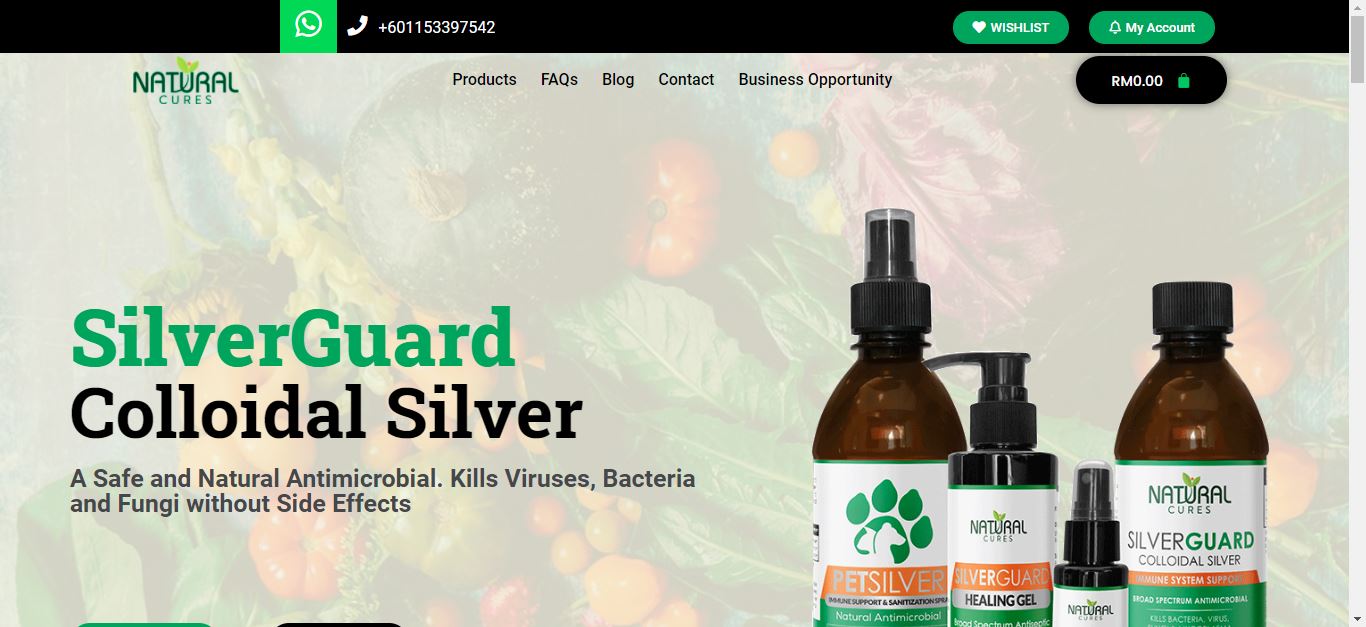 +601153397542
WISHLIST
My Account
NATURAL
CURES
Products
FAQs
Blog
Contact
Business Opportunity
RM0.00
SilverGuard
Colloidal Silver
A Safe and Natural Antimicrobial. Kills Viruses, Bacteria
and Fungi without Side Effects
PETSILVER
IMMUNE SUPPORT & SANITIZATION SPRA
Natural Antimicrobial
NATURAL
CURES
SILVERGUARD
HEALING GEL
Broad Spectrum Antiseptic
NATURAL
NATURAL
CURES
SILVERGUARD
COLLOIDAL SILVER
IMMUNE SYSTEM SUPPORT
BROAD SPECTRUM ANTIMICROBIAL
KILLS BACTERIA, VIRUS,